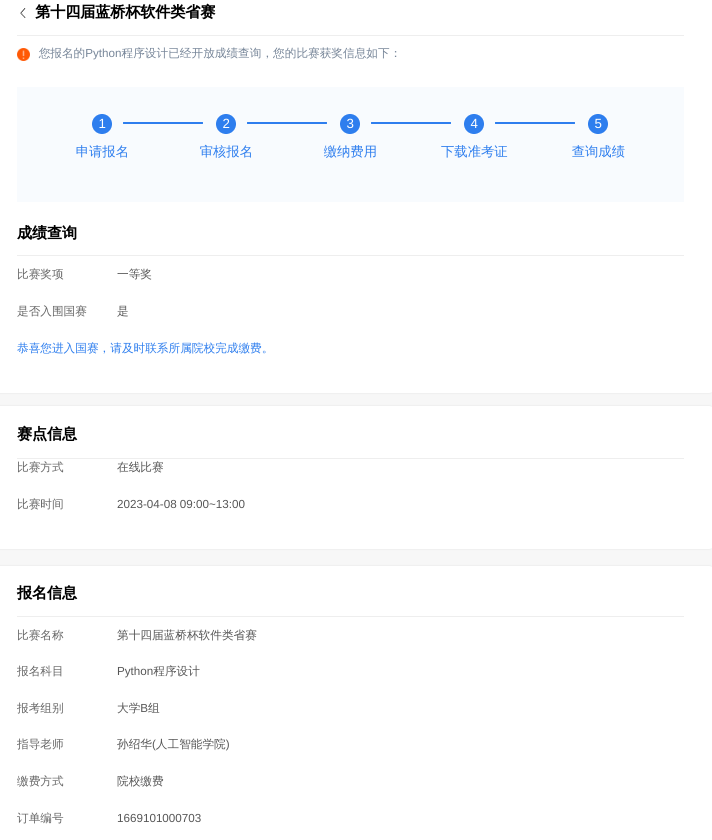 第十四届蓝桥杯软件类省赛
您报名的Python程序设计已经开放成绩查询，您的比赛获奖信息如下：
1 2 3 4 5
申请报名 审核报名 缴纳费用 下载准考证 查询成绩
成绩查询
比赛奖项 一等奖
是否入围国赛 是
恭喜您进入国赛，请及时联系所属院校完成缴费。
赛点信息
比赛方式 在线比赛
比赛时间 2023-04-08 09:00~13:00
报名信息
比赛名称 第十四届蓝桥杯软件类省赛
报名科目 Python程序设计
报考组别 大学B组
指导老师 孙绍华(人工智能学院)
缴费方式 院校缴费
订单编号 1669101000703